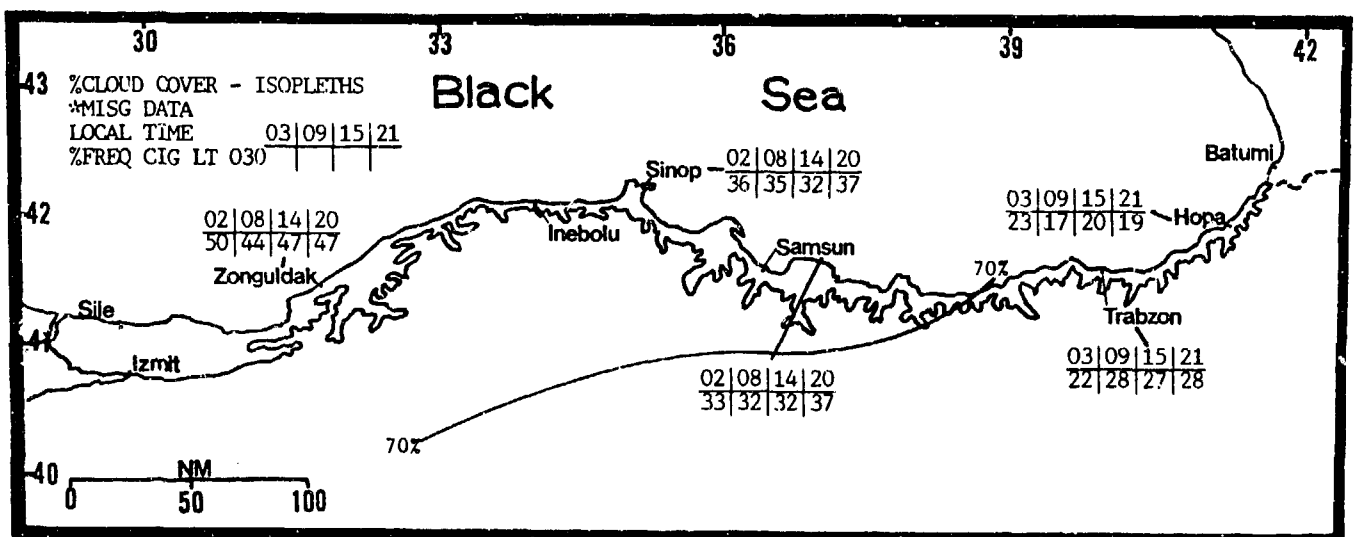 30 33 36 39 42
43
%CLOUD COVER - ISOPLETHS
*MISG DATA
LOCAL TIME 03|09|15|21
%FREQ CIG LT 030
Black Sea
Batumi
Sinop
02|08|14|20
36|35|32|37
42
02|08|14|20
50|44|47|47
Zonguldak
Inebolu
03|09|15|21
23|17|20|19
Hopa
Samsun
70%
Sile
Trabzon
41
Izmit
02|08|14|20
33|32|32|37
03|09|15|21
22|28|27|28
70%
40
NM
0 50 100